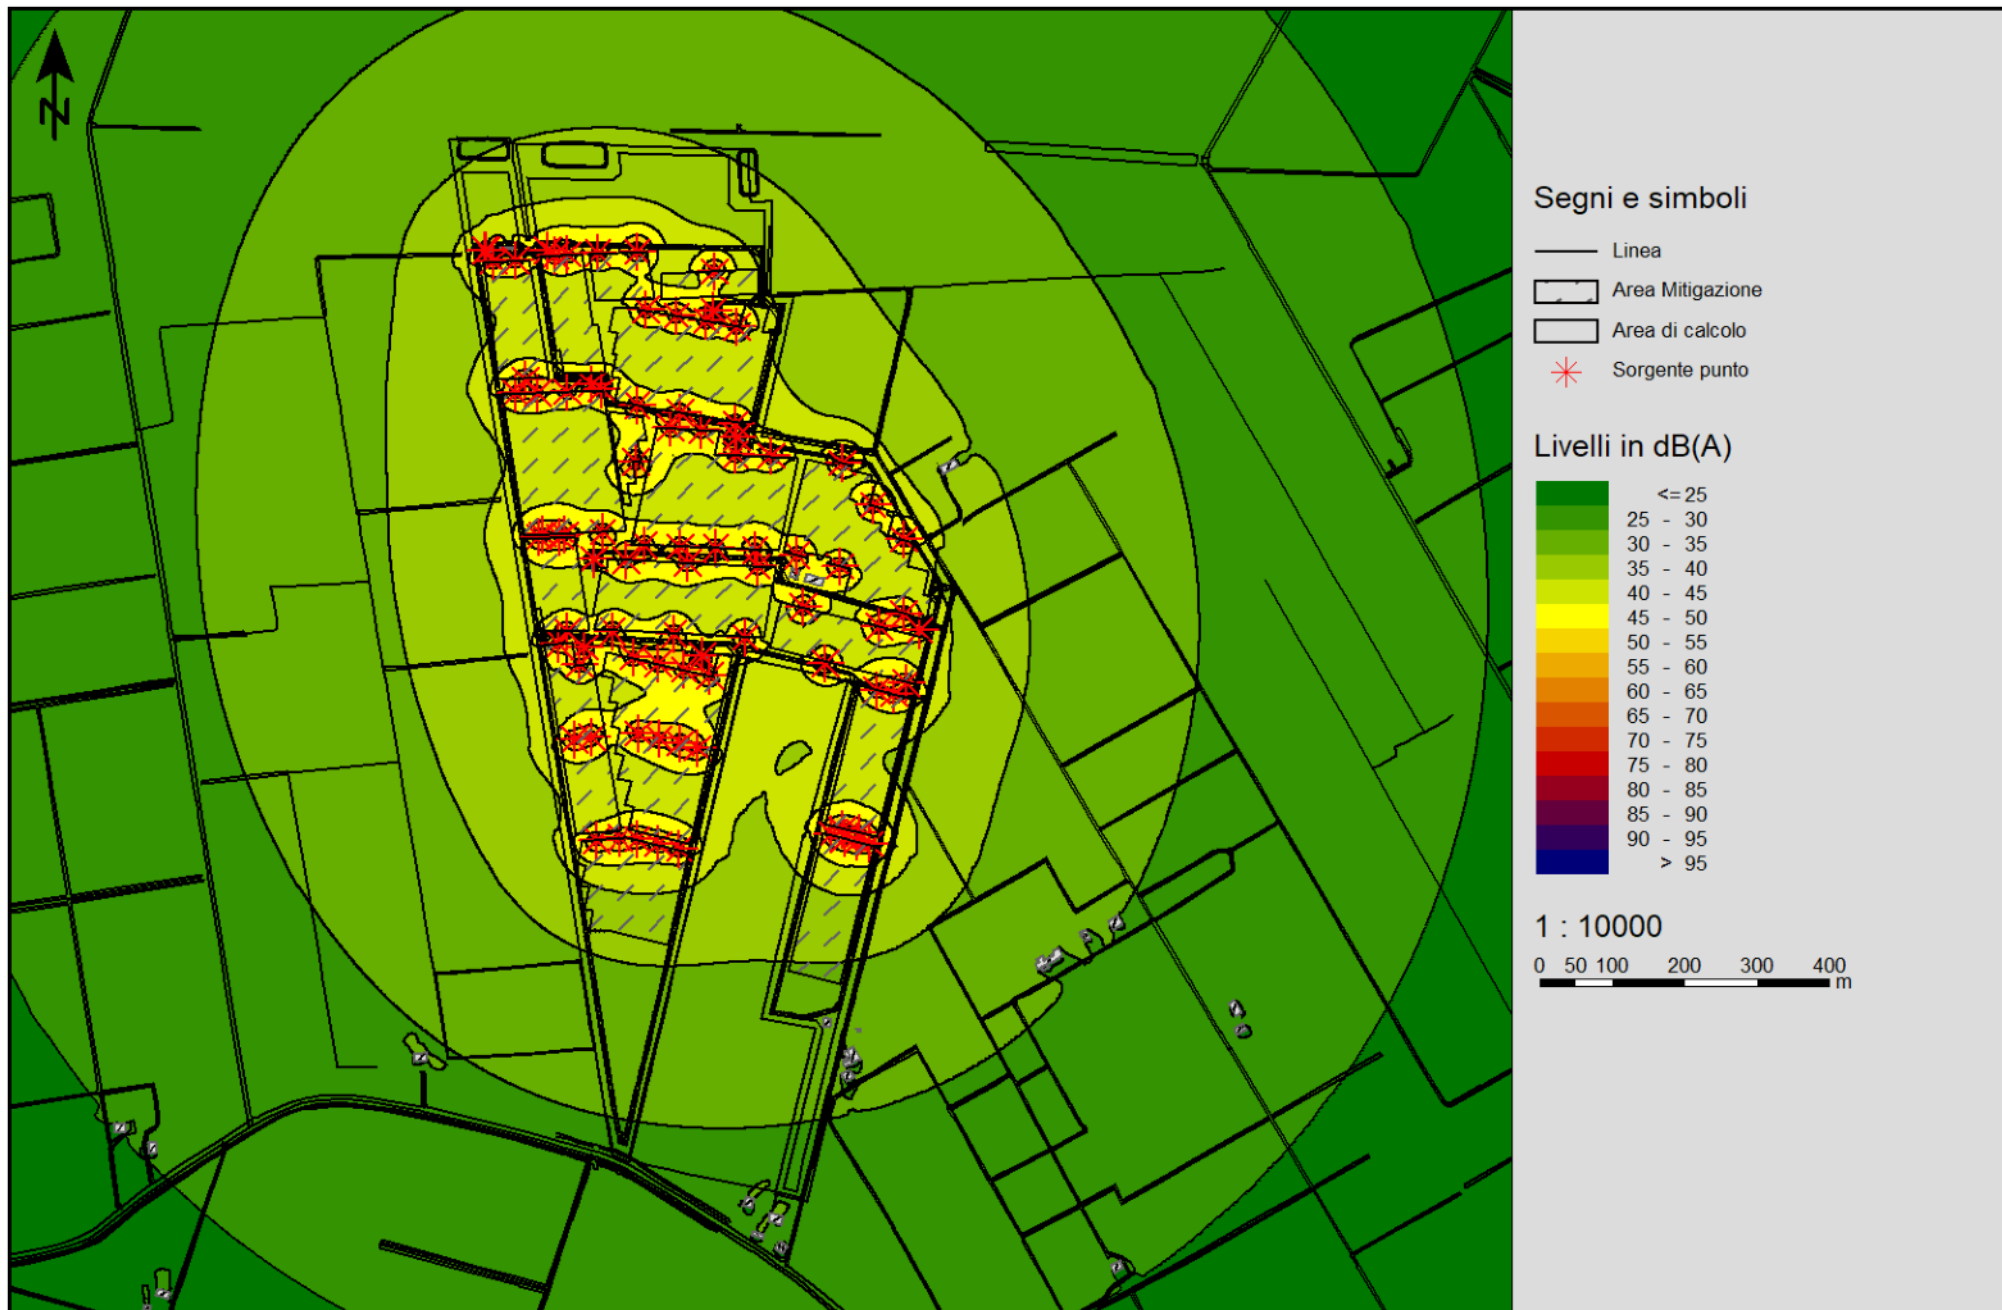 N
Segni e simboli
Linea
Area Mitigazione
Area di calcolo
Sorgente punto
Livelli in dB(A)
<= 25
25 - 30
30 - 35
35 - 40
40 - 45
45 - 50
50 - 55
55 - 60
60 - 65
65 - 70
70 - 75
75 - 80
80 - 85
85 - 90
90 - 95
> 95
1 : 10000
0 50 100 200 300 400
m